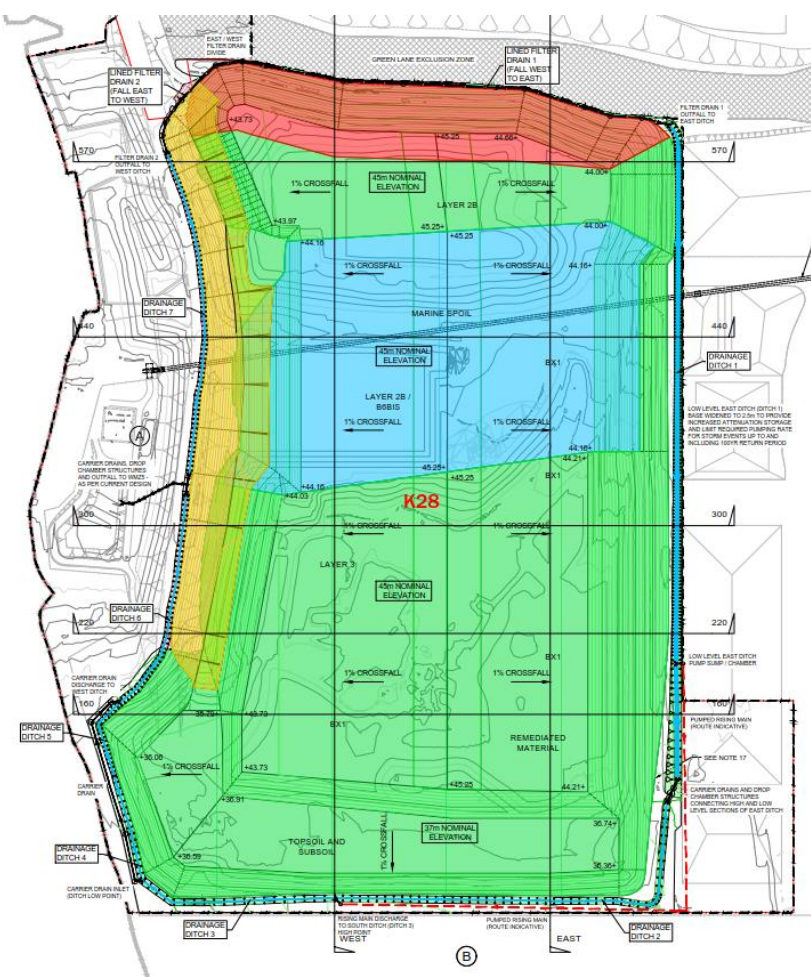 EAST / WEST
FILTER DRAIN
DIVIDE
GREEN LANE EXCLUSION ZONE
LINED FILTER
DRAIN 1
(FALL WEST
TO EAST)
LINED FILTER
DRAIN 2
(FALL EAST
TO WEST)
FILTER DRAIN 1
OUTFALL TO
EAST DITCH
+43.73
+45.25
44.66+
FILTER DRAIN 2
OUTFALL TO
WEST DITCH
570
570
44.00+
1% CROSSFALL
45m NOMINAL
ELEVATION
1% CROSSFALL
LAYER 2B
+43.97
45.25+
+45.25
44.00+
+44.16
1% CROSSFALL
1% CROSSFALL
44.16+
DRAINAGE
DITCH 7
MARINE SPOIL
440
440
45m NOMINAL
ELEVATION
BX1
DRAINAGE
DITCH 1
LAYER 2B /
B6BIS
LOW LEVEL EAST DITCH (DITCH 1)
BASE WIDENED TO 2.5m TO PROVIDE
INCREASED ATTENUATION STORAGE
AND LIMIT REQUIRED PUMPING RATE
FOR STORM EVENTS UP TO AND
INCLUDING 100YR RETURN PERIOD
A
1% CROSSFALL
1% CROSSFALL
44.16+
44.21+
CARRIER DRAINS, DROP
CHAMBER STRUCTURES
AND OUTFALL TO WMZ5 -
AS PER CURRENT DESIGN
45.25+
+45.25
BX1
+44.16
+44.03
K28
300
300
1% CROSSFALL
1% CROSSFALL
LAYER 3
45m NOMINAL
ELEVATION
DRAINAGE
DITCH 6
220
220
BX1
LOW LEVEL EAST DITCH
PUMP SUMP / CHAMBER
CARRIER DRAIN
DISCHARGE TO
WEST DITCH
1% CROSSFALL
1% CROSSFALL
160
160
35.79+
+43.73
BX1
PUMPED RISING MAIN
(ROUTE INDICATIVE)
DRAINAGE
DITCH 5
REMEDIATED
MATERIAL
+36.06
1% CROSSFALL
+43.73
SEE NOTE 17
CARRIER
DRAIN
+45.25
44.21+
CARRIER DRAINS AND DROP
CHAMBER STRUCTURES
CONNECTING HIGH AND LOW
LEVEL SECTIONS OF EAST DITCH
+36.91
36.74+
37m NOMINAL
ELEVATION
TOPSOIL AND
SUBSOIL
1% CROSSFALL
DRAINAGE
DITCH 4
+36.59
36.36+
CARRIER DRAIN INLET
(DITCH LOW POINT)
DRAINAGE
DITCH 3
RISING MAIN DISCHARGE
TO SOUTH DITCH (DITCH 3)
HIGH POINT
PUMPED RISING MAIN
(ROUTE INDICATIVE)
DRAINAGE
DITCH 2
WEST
EAST
B